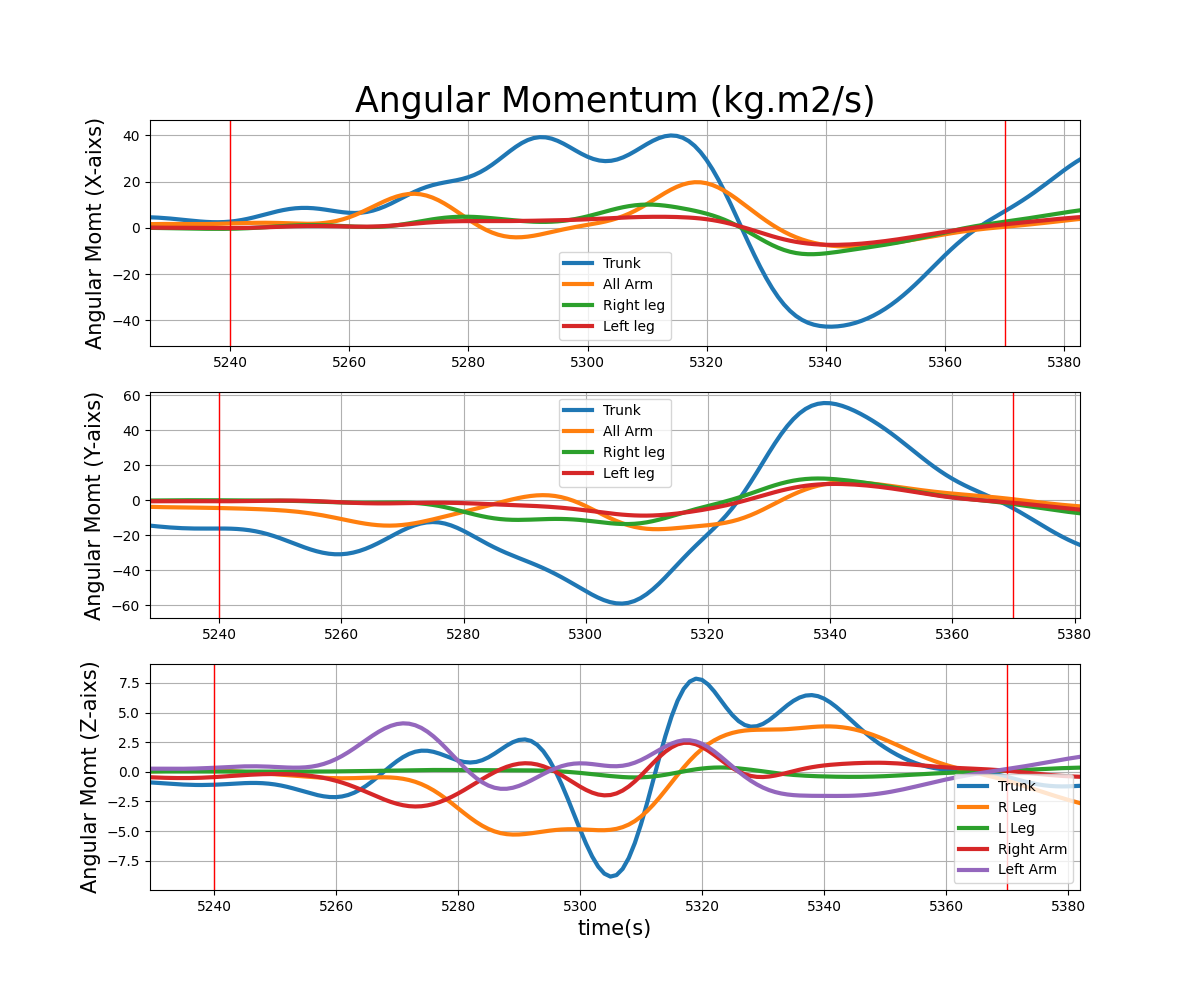 Angular Momentum (kg.m2/s)
Angular Momt (X-aixs)
40
20
0
−20
−40
Trunk
All Arm
Right leg
Left leg
5240 5260 5280 5300 5320 5340 5360 5380
Angular Momt (Y-aixs)
60
40
20
0
−20
−40
−60
Trunk
All Arm
Right leg
Left leg
5240 5260 5280 5300 5320 5340 5360 5380
Angular Momt (Z-aixs)
7.5
5.0
2.5
0.0
−2.5
−5.0
−7.5
Trunk
R Leg
L Leg
Right Arm
Left Arm
5240 5260 5280 5300 5320 5340 5360 5380
time(s)